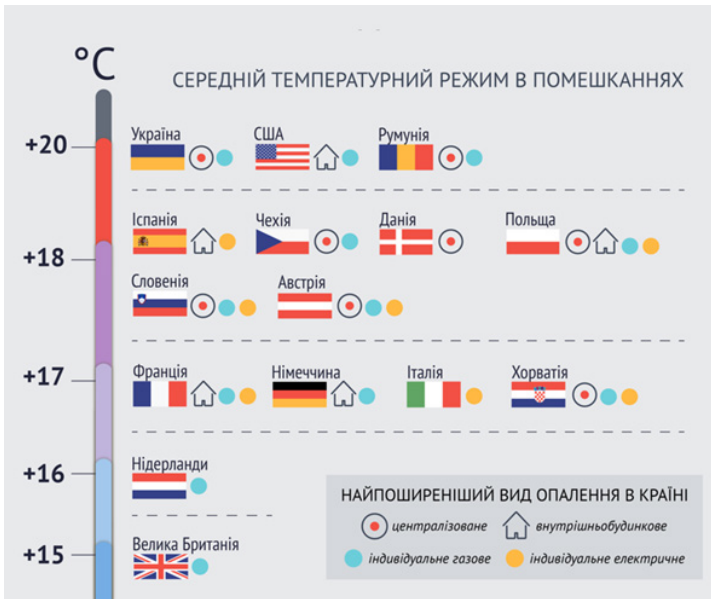 °C
СЕРЕДНІЙ ТЕМПЕРАТУРНИЙ РЕЖИМ В ПОМЕШКАННЯХ
+20
Україна
США
Румунія
Іспанія
Чехія
Данія
Польща
+18
Словенія
Австрія
+17
Франція
Німеччина
Італія
Хорватія
+16
Нідерланди
+15
Велика Британія
НАЙПОШИРЕНІШИЙ ВИД ОПАЛЕННЯ В КРАЇНІ
централізоване
внутрішньобудинкове
індивідуальне газове
індивідуальне електричне